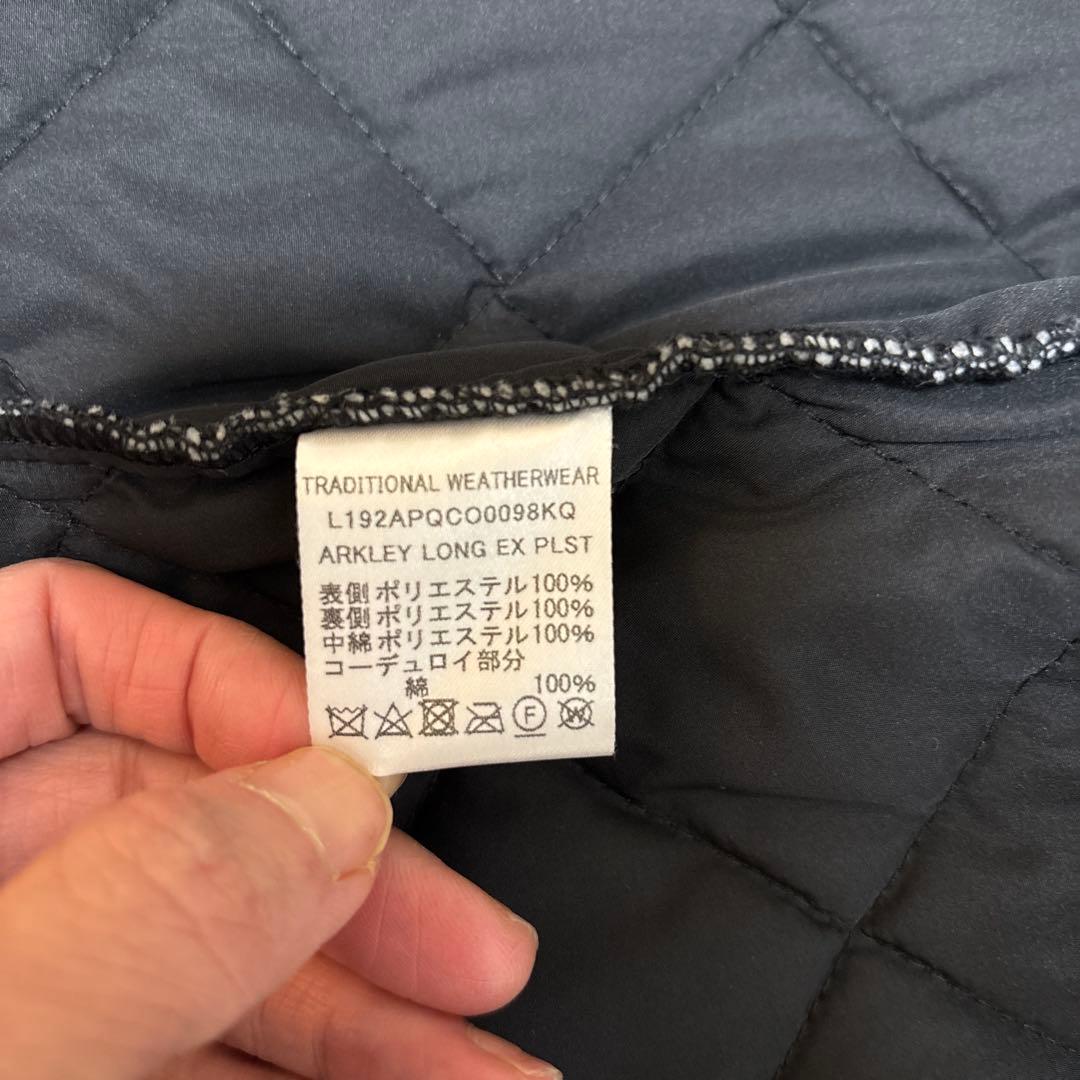 TRADITIONAL WEATHERWEAR
L192APQCO0098KQ
ARKLEY LONG EX PLST
表側 ポリエステル100%
裏側 ポリエステル100%
中綿 ポリエステル100%
コーデュロイ部分
綿 100%
F W